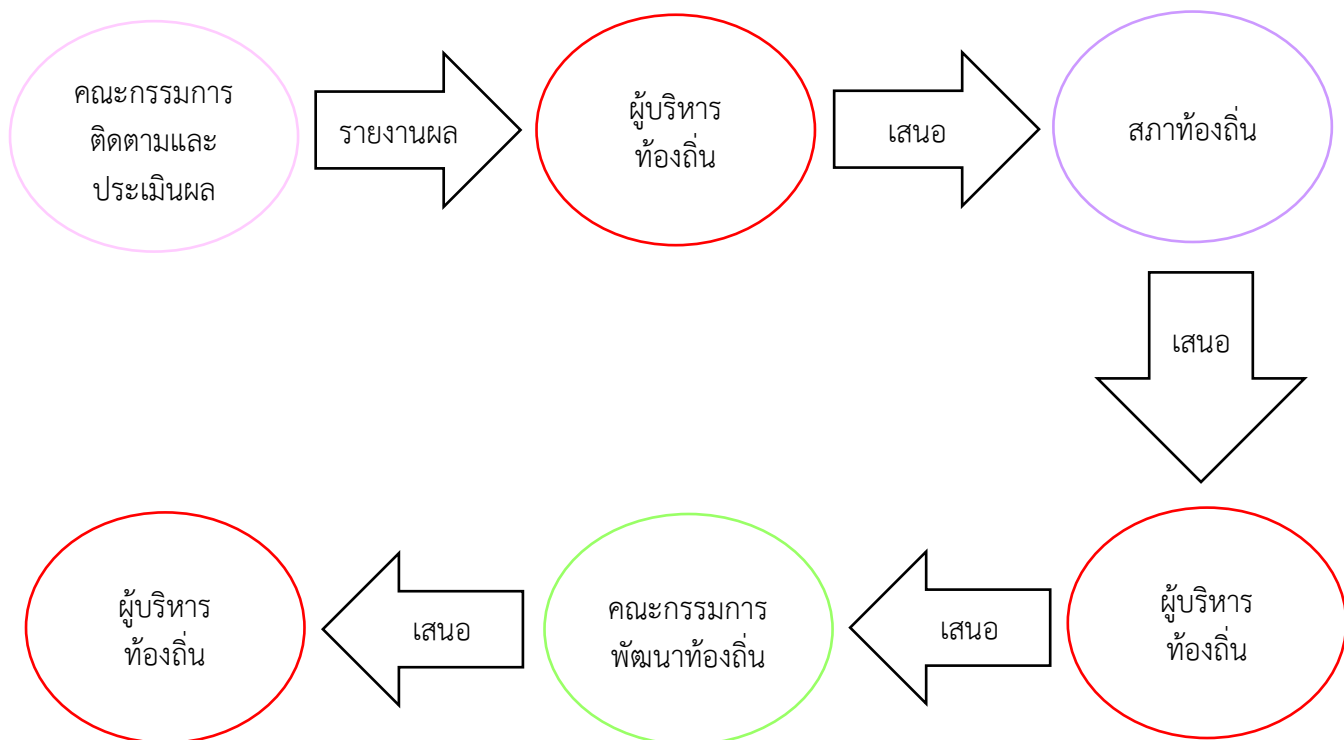 คณะกรรมการ
ติดตามและ
ประเมินผล
รายงานผล
ผู้บริหาร
ท้องถิ่น
เสนอ
สภาท้องถิ่น
เสนอ
ผู้บริหาร
ท้องถิ่น
เสนอ
คณะกรรมการ
พัฒนาท้องถิ่น
เสนอ
ผู้บริหาร
ท้องถิ่น